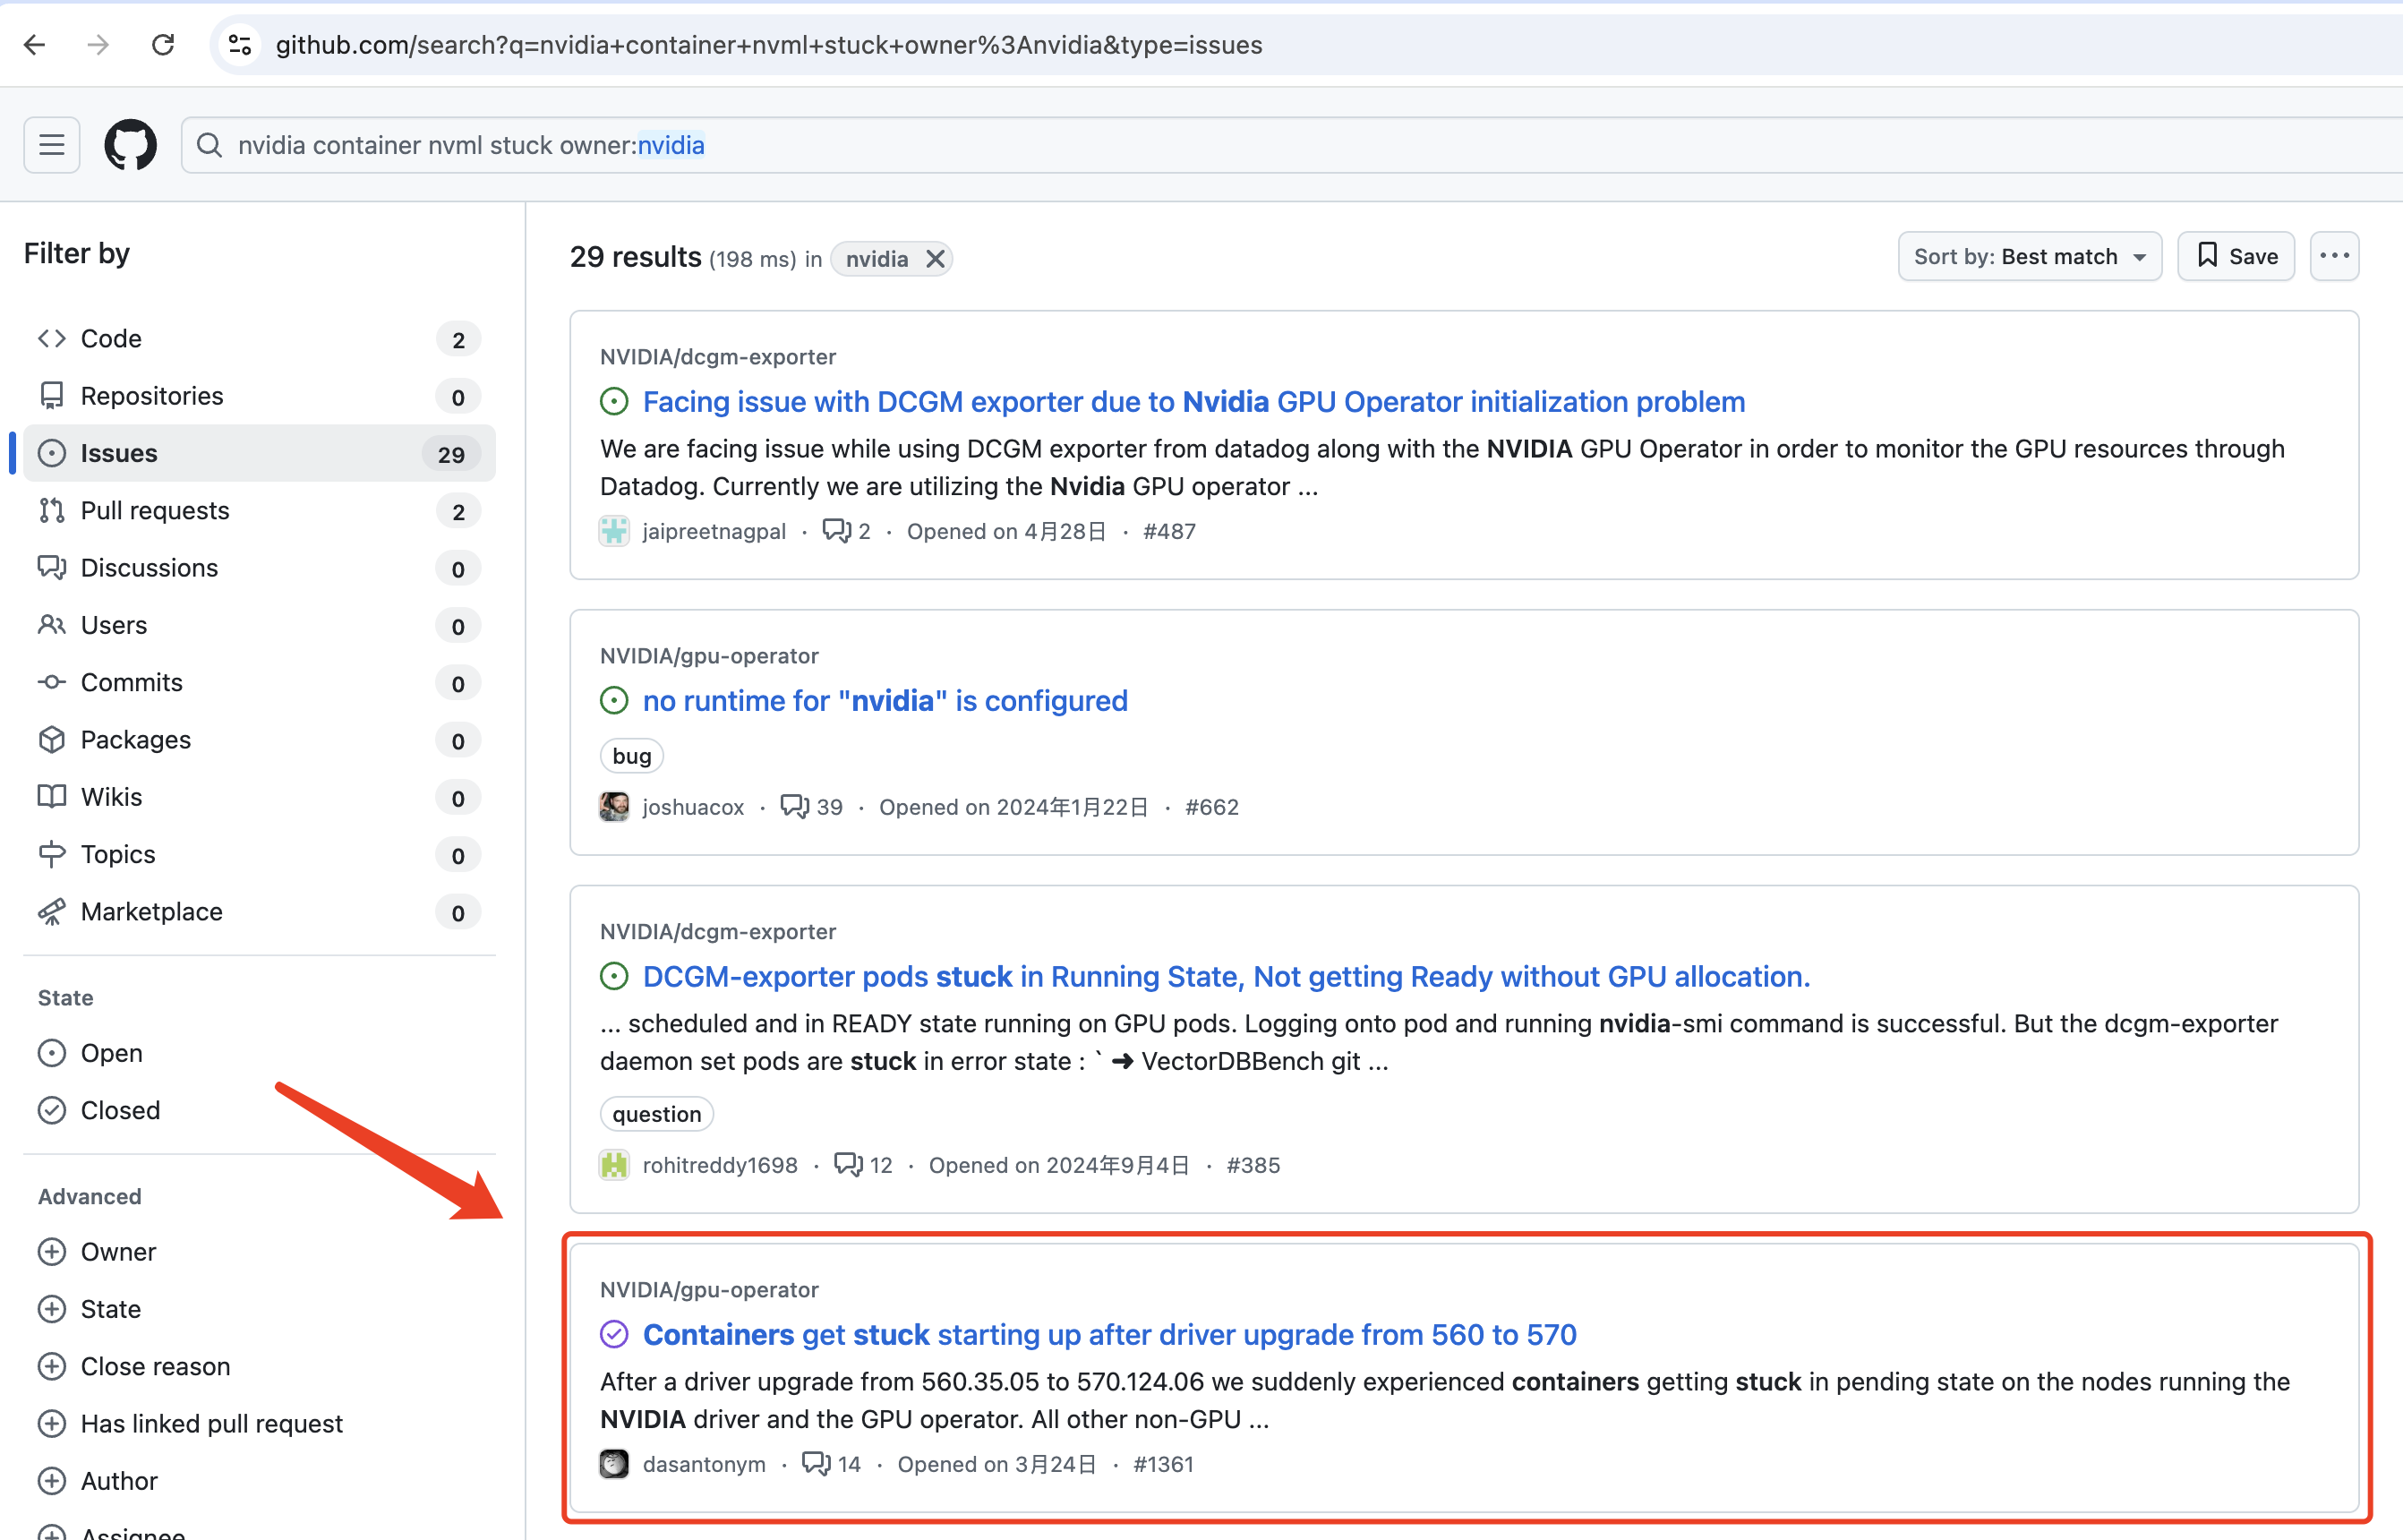 github.com/search?q=nvidia+container+nvml+stuck+owner%3Anvidia&type=issues
nvidia container nvml stuck owner:nvidia
Filter by
Code 2
Repositories 0
Issues 29
Pull requests 2
Discussions 0
Users 0
Commits 0
Packages 0
Wikis 0
Topics 0
Marketplace 0
State
Open
Closed
Advanced
Owner
State
Close reason
Has linked pull request
Author
Assignee
29 results (198 ms) in nvidia
Sort by: Best match
Save
NVIDIA/dcgm-exporter
Facing issue with DCGM exporter due to Nvidia GPU Operator initialization problem
We are facing issue while using DCGM exporter from datadog along with the NVIDIA GPU Operator in order to monitor the GPU resources through
Datadog. Currently we are utilizing the Nvidia GPU operator ...
jaipreetnagpal · 2 · Opened on 4月28日 · #487
NVIDIA/gpu-operator
no runtime for "nvidia" is configured
bug
joshuacox · 39 · Opened on 2024年1月22日 · #662
NVIDIA/dcgm-exporter
DCGM-exporter pods stuck in Running State, Not getting Ready without GPU allocation.
... scheduled and in READY state running on GPU pods. Logging onto pod and running nvidia-smi command is successful. But the dcgm-exporter
daemon set pods are stuck in error state : ` ➜ VectorDBBench git ...
question
rohitreddy1698 · 12 · Opened on 2024年9月4日 · #385
NVIDIA/gpu-operator
Containers get stuck starting up after driver upgrade from 560 to 570
After a driver upgrade from 560.35.05 to 570.124.06 we suddenly experienced containers getting stuck in pending state on the nodes running the
NVIDIA driver and the GPU operator. All other non-GPU ...
dasantonym · 14 · Opened on 3月24日 · #1361